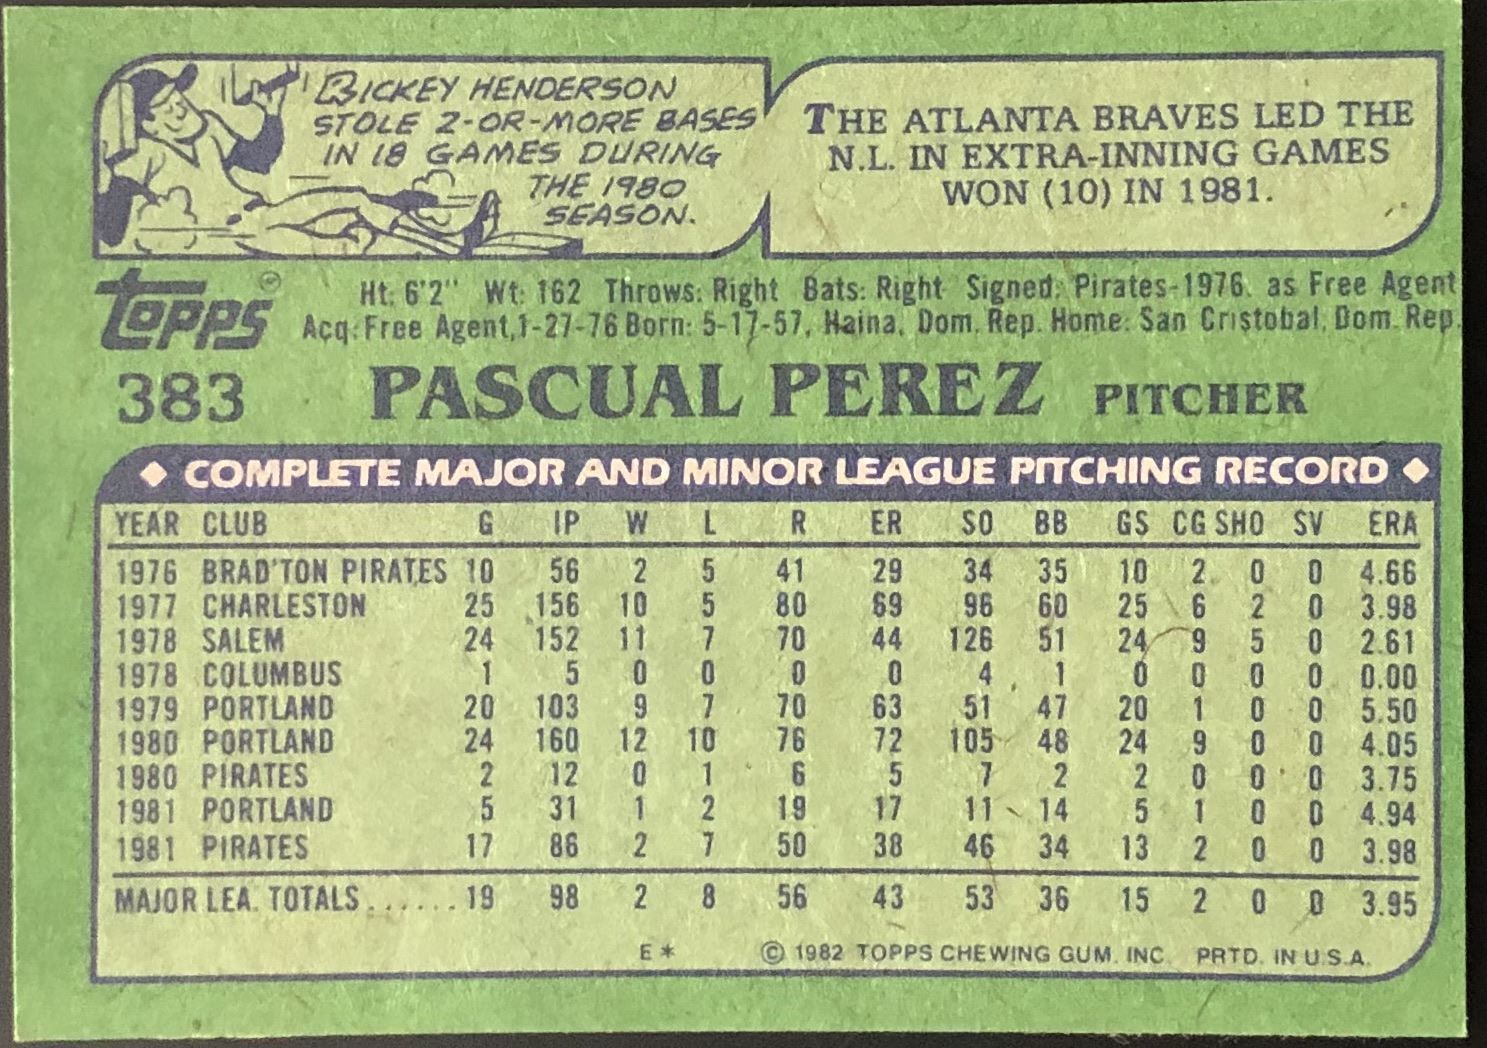 RICKEY HENDERSON
STOLE 2-OR-MORE BASES
IN 18 GAMES DURING
THE 1980
SEASON.
THE ATLANTA BRAVES LED THE
N.L. IN EXTRA-INNING GAMES
WON (10) IN 1981.
TOPPS ®
Ht: 6'2" Wt: 162 Throws: Right Bats: Right Signed: Pirates-1976. as Free Agent
Acq: Free Agent, 1-27-76 Born: 5-17-57, Haina, Dom. Rep. Home: San Cristobal, Dom. Rep.
383 PASCUAL PEREZ PITCHER
COMPLETE MAJOR AND MINOR LEAGUE PITCHING RECORD
YEAR CLUB G IP W L R ER SO BB GS CG SHO SV ERA
1976 BRAD'TON PIRATES 10 56 2 5 41 29 34 35 10 2 0 0 4.66
1977 CHARLESTON 25 156 10 5 80 69 96 60 25 6 2 0 3.98
1978 SALEM 24 152 11 7 70 44 126 51 24 9 5 0 2.61
1978 COLUMBUS 1 5 0 0 0 0 4 1 0 0 0 0 0.00
1979 PORTLAND 20 103 9 7 70 63 51 47 20 1 0 0 5.50
1980 PORTLAND 24 160 12 10 76 72 105 48 24 9 0 0 4.05
1980 PIRATES 2 12 0 1 6 5 7 2 2 0 0 0 3.75
1981 PORTLAND 5 31 1 2 19 17 11 14 5 1 0 0 4.94
1981 PIRATES 17 86 2 7 50 38 46 34 13 2 0 0 3.98
MAJOR LEA. TOTALS...... 19 98 2 8 56 43 53 36 15 2 0 0 3.95
E* © 1982 TOPPS CHEWING GUM. INC. PRTD. IN U.S.A.